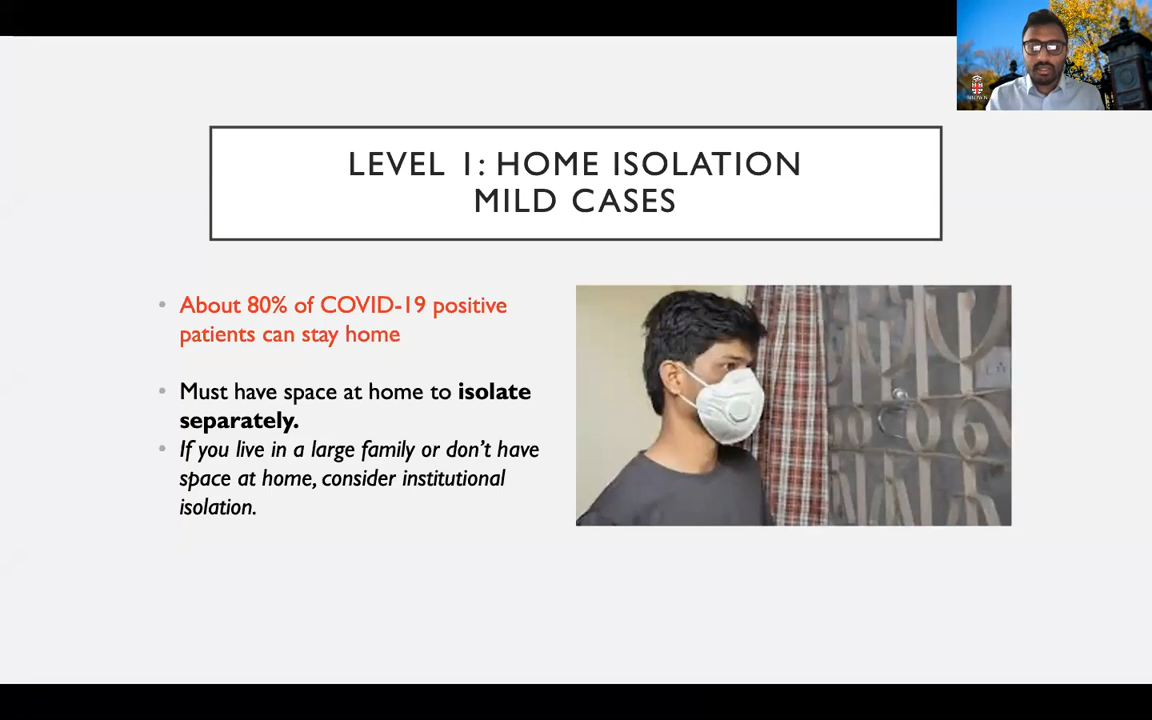 LEVEL 1: HOME ISOLATION
MILD CASES
• About 80% of COVID-19 positive
patients can stay home
• Must have space at home to isolate
separately.
• If you live in a large family or don't have
space at home, consider institutional
isolation.